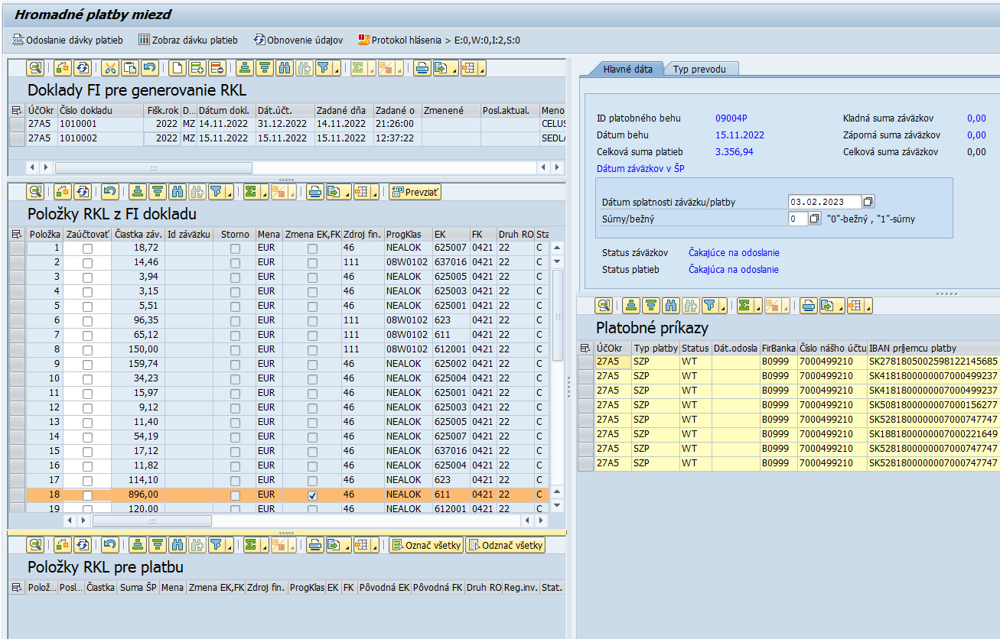 Hromadné platby miezd
Odoslanie dávky platieb Zobraz dávku platieb Obnovenie údajov Protokol hlásenia > E:0,W:0,I:2,S:0
Doklady FI pre generovanie RKL
ÚčOkr Číslo dokladu Fišk.rok D... Dátum dokl. Dát.účt. Zadané dňa Zadané o Zmenené Posl.aktual. Meno
27A5 1010001 2022 MZ 14.11.2022 31.12.2022 14.11.2022 21:26:00 CELUS
27A5 1010002 2022 MZ 15.11.2022 15.11.2022 15.11.2022 12:37:22 SEDLA
Prevziať
Položky RKL z FI dokladu
Položka Zaúčtovať Čiastka záv. Id záväzku Storno Mena Zmena EK,FK Zdroj fin. ProgKlas EK FK Druh RO Sta
1 18,72 EUR 46 NEALOK 625007 0421 22 C
2 14,46 EUR 111 08W0102 637016 0421 22 C
3 3,94 EUR 46 NEALOK 625005 0421 22 C
4 3,15 EUR 46 NEALOK 625003 0421 22 C
5 5,51 EUR 46 NEALOK 625001 0421 22 C
6 96,35 EUR 111 08W0102 623 0421 22 C
7 65,12 EUR 111 08W0102 611 0421 22 C
8 150,00 EUR 111 08W0102 612001 0421 22 C
9 159,74 EUR 46 NEALOK 625002 0421 22 C
10 34,23 EUR 46 NEALOK 625004 0421 22 C
11 15,97 EUR 46 NEALOK 625001 0421 22 C
12 9,12 EUR 46 NEALOK 625003 0421 22 C
13 11,40 EUR 46 NEALOK 625005 0421 22 C
14 54,19 EUR 46 NEALOK 625007 0421 22 C
15 17,12 EUR 46 NEALOK 637016 0421 22 C
16 11,82 EUR 46 NEALOK 625004 0421 22 C
17 114,10 EUR 46 NEALOK 623 0421 22 C
18 896,00 EUR 46 NEALOK 611 0421 22 C
19 120,00 EUR 46 NEALOK 612001 0421 22 C
Označ všetky Odznač všetky
Položky RKL pre platbu
Polož... Posl... Čiastka Suma ŠP Mena Zmena EK,FK Zdroj fin. ProgKlas EK FK Pôvodná EK Pôvodná FK Druh RO Reg.inv. Stat.
Hlavné dáta Typ prevodu
ID platobného behu 09004P Kladná suma záväzkov 0,00
Dátum behu 15.11.2022 Záporná suma záväzkov 0,00
Celková suma platieb 3.356,94 Celková suma záväzkov 0,00
Dátum záväzkov v ŠP
Dátum splatnosti záväzku/platby 03.02.2023
Súrny/bežný 0 "0"-bežný , "1"-súrny
Status záväzkov Čakajúce na odoslanie
Status platieb Čakajúca na odoslanie
Platobné príkazy
ÚčOkr Typ platby Status Dát.odosla FirBanka Číslo nášho účtu IBAN príjemcu platby
27A5 SZP WT B0999 7000499210 SK2781805002598122145685
27A5 SZP WT B0999 7000499210 SK4181800000007000499237
27A5 SZP WT B0999 7000499210 SK4181800000007000499237
27A5 SZP WT B0999 7000499210 SK5081800000007000156277
27A5 SZP WT B0999 7000499210 SK5281800000007000747747
27A5 SZP WT B0999 7000499210 SK1881800000007000221649
27A5 SZP WT B0999 7000499210 SK5281800000007000747747
27A5 SZP WT B0999 7000499210 SK5281800000007000747747